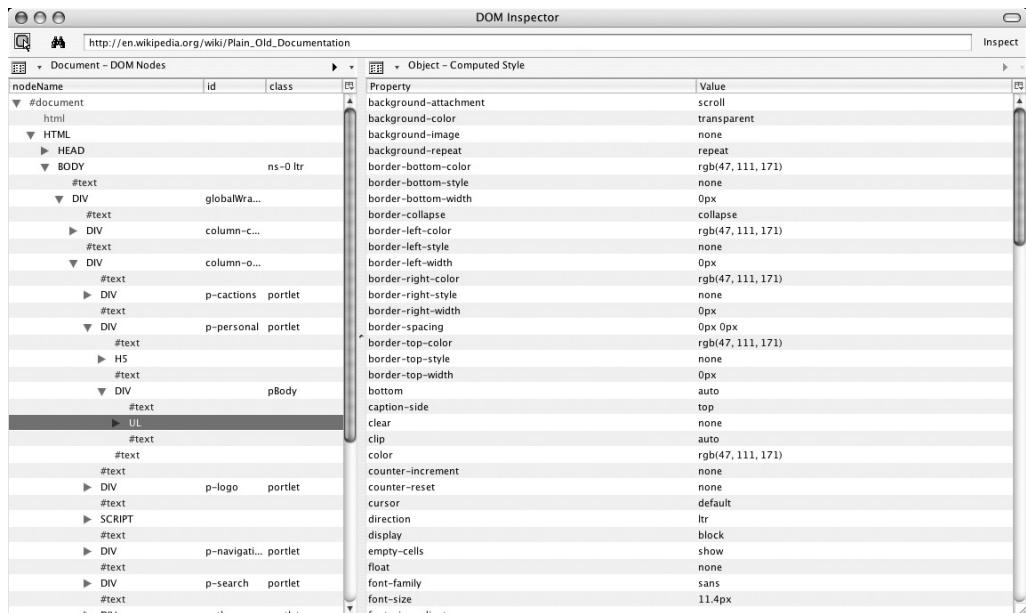 DOM Inspector
http://en.wikipedia.org/wiki/Plain_Old_Documentation Inspect
Document – DOM Nodes
nodeName id class
#document
html
HTML
HEAD
BODY ns-0 ltr
#text
DIV globalWra...
#text
DIV column-c...
#text
DIV column-o...
#text
DIV p-cactions portlet
#text
DIV p-personal portlet
#text
H5
#text
DIV pBody
#text
UL
#text
#text
#text
DIV p-logo portlet
#text
SCRIPT
#text
DIV p-navigati... portlet
#text
DIV p-search portlet
#text
Object – Computed Style
Property Value
background-attachment scroll
background-color transparent
background-image none
background-repeat repeat
border-bottom-color rgb(47, 111, 171)
border-bottom-style none
border-bottom-width 0px
border-collapse collapse
border-left-color rgb(47, 111, 171)
border-left-style none
border-left-width 0px
border-right-color rgb(47, 111, 171)
border-right-style none
border-right-width 0px
border-spacing 0px 0px
border-top-color rgb(47, 111, 171)
border-top-style none
border-top-width 0px
bottom auto
caption-side top
clear none
clip auto
color rgb(47, 111, 171)
counter-increment none
counter-reset none
cursor default
direction ltr
display block
empty-cells show
float none
font-family sans
font-size 11.4px